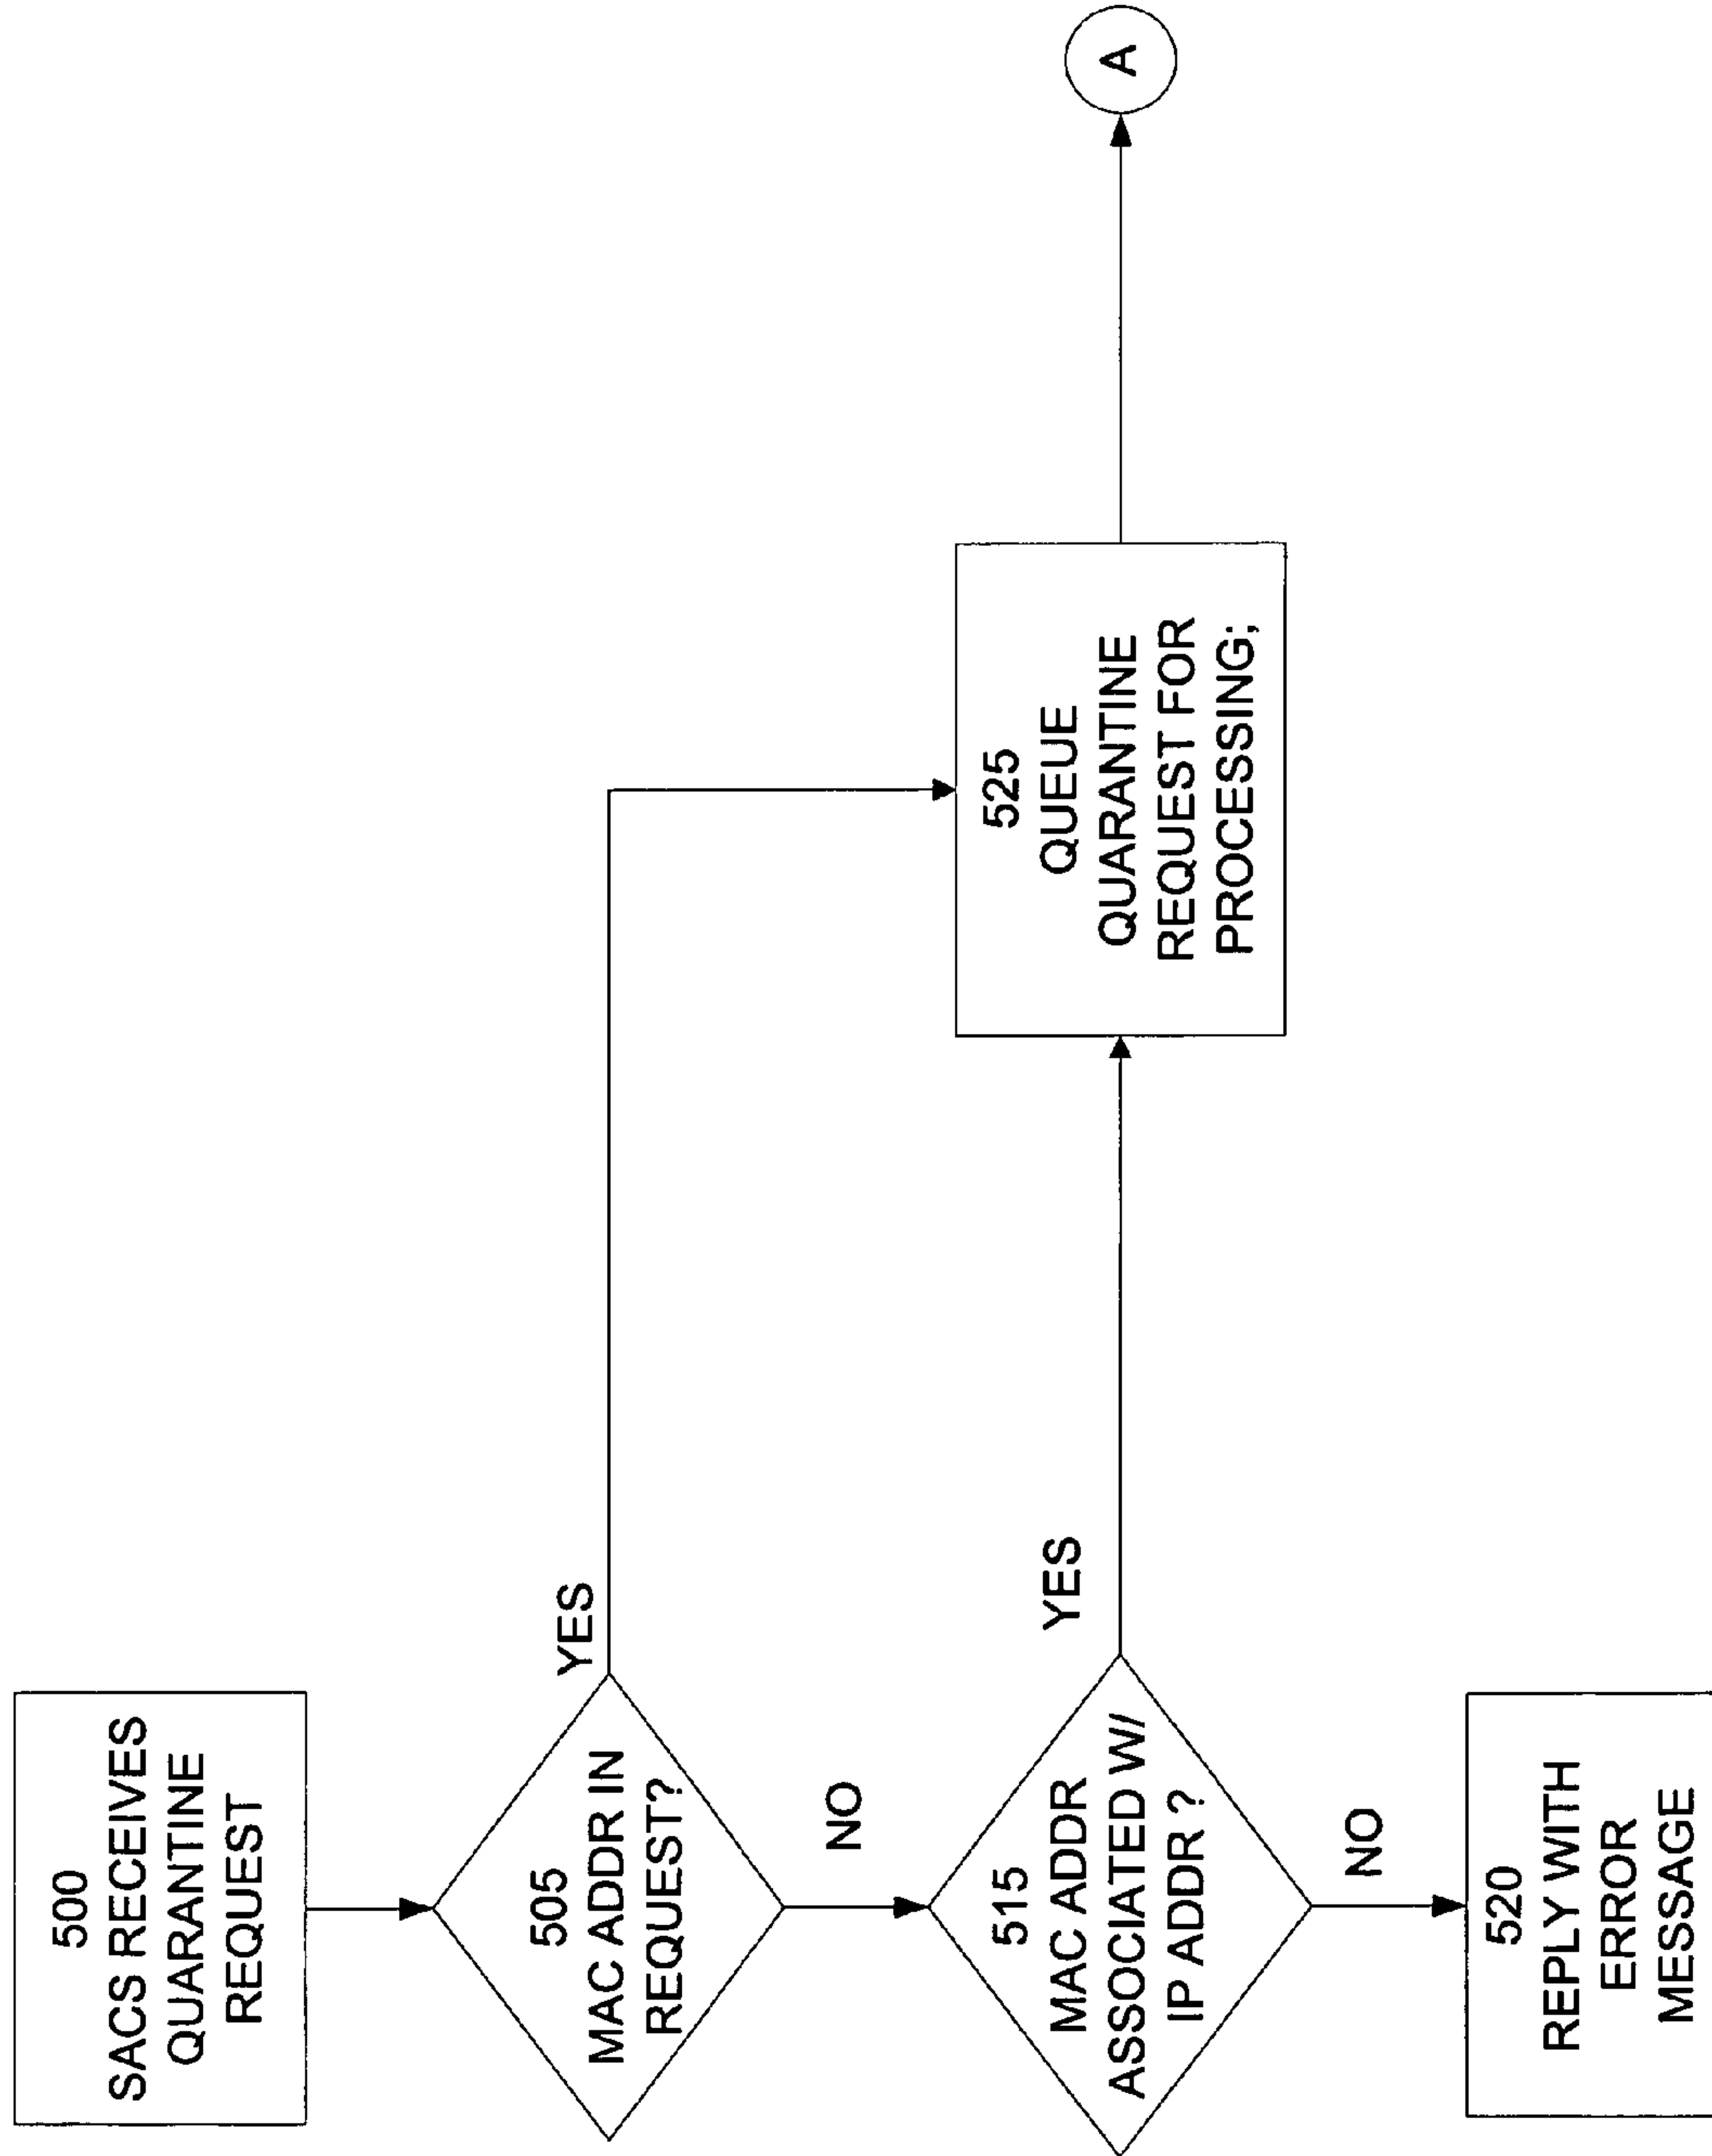 500
SACS RECEIVES
QUARANTINE
REQUEST
505
MAC ADDR IN
REQUEST?
YES
NO
515
MAC ADDR
ASSOCIATED W/
IP ADDR ?
YES
NO
520
REPLY WITH
ERROR
MESSAGE
525
QUEUE
QUARANTINE
REQUEST FOR
PROCESSING;
A